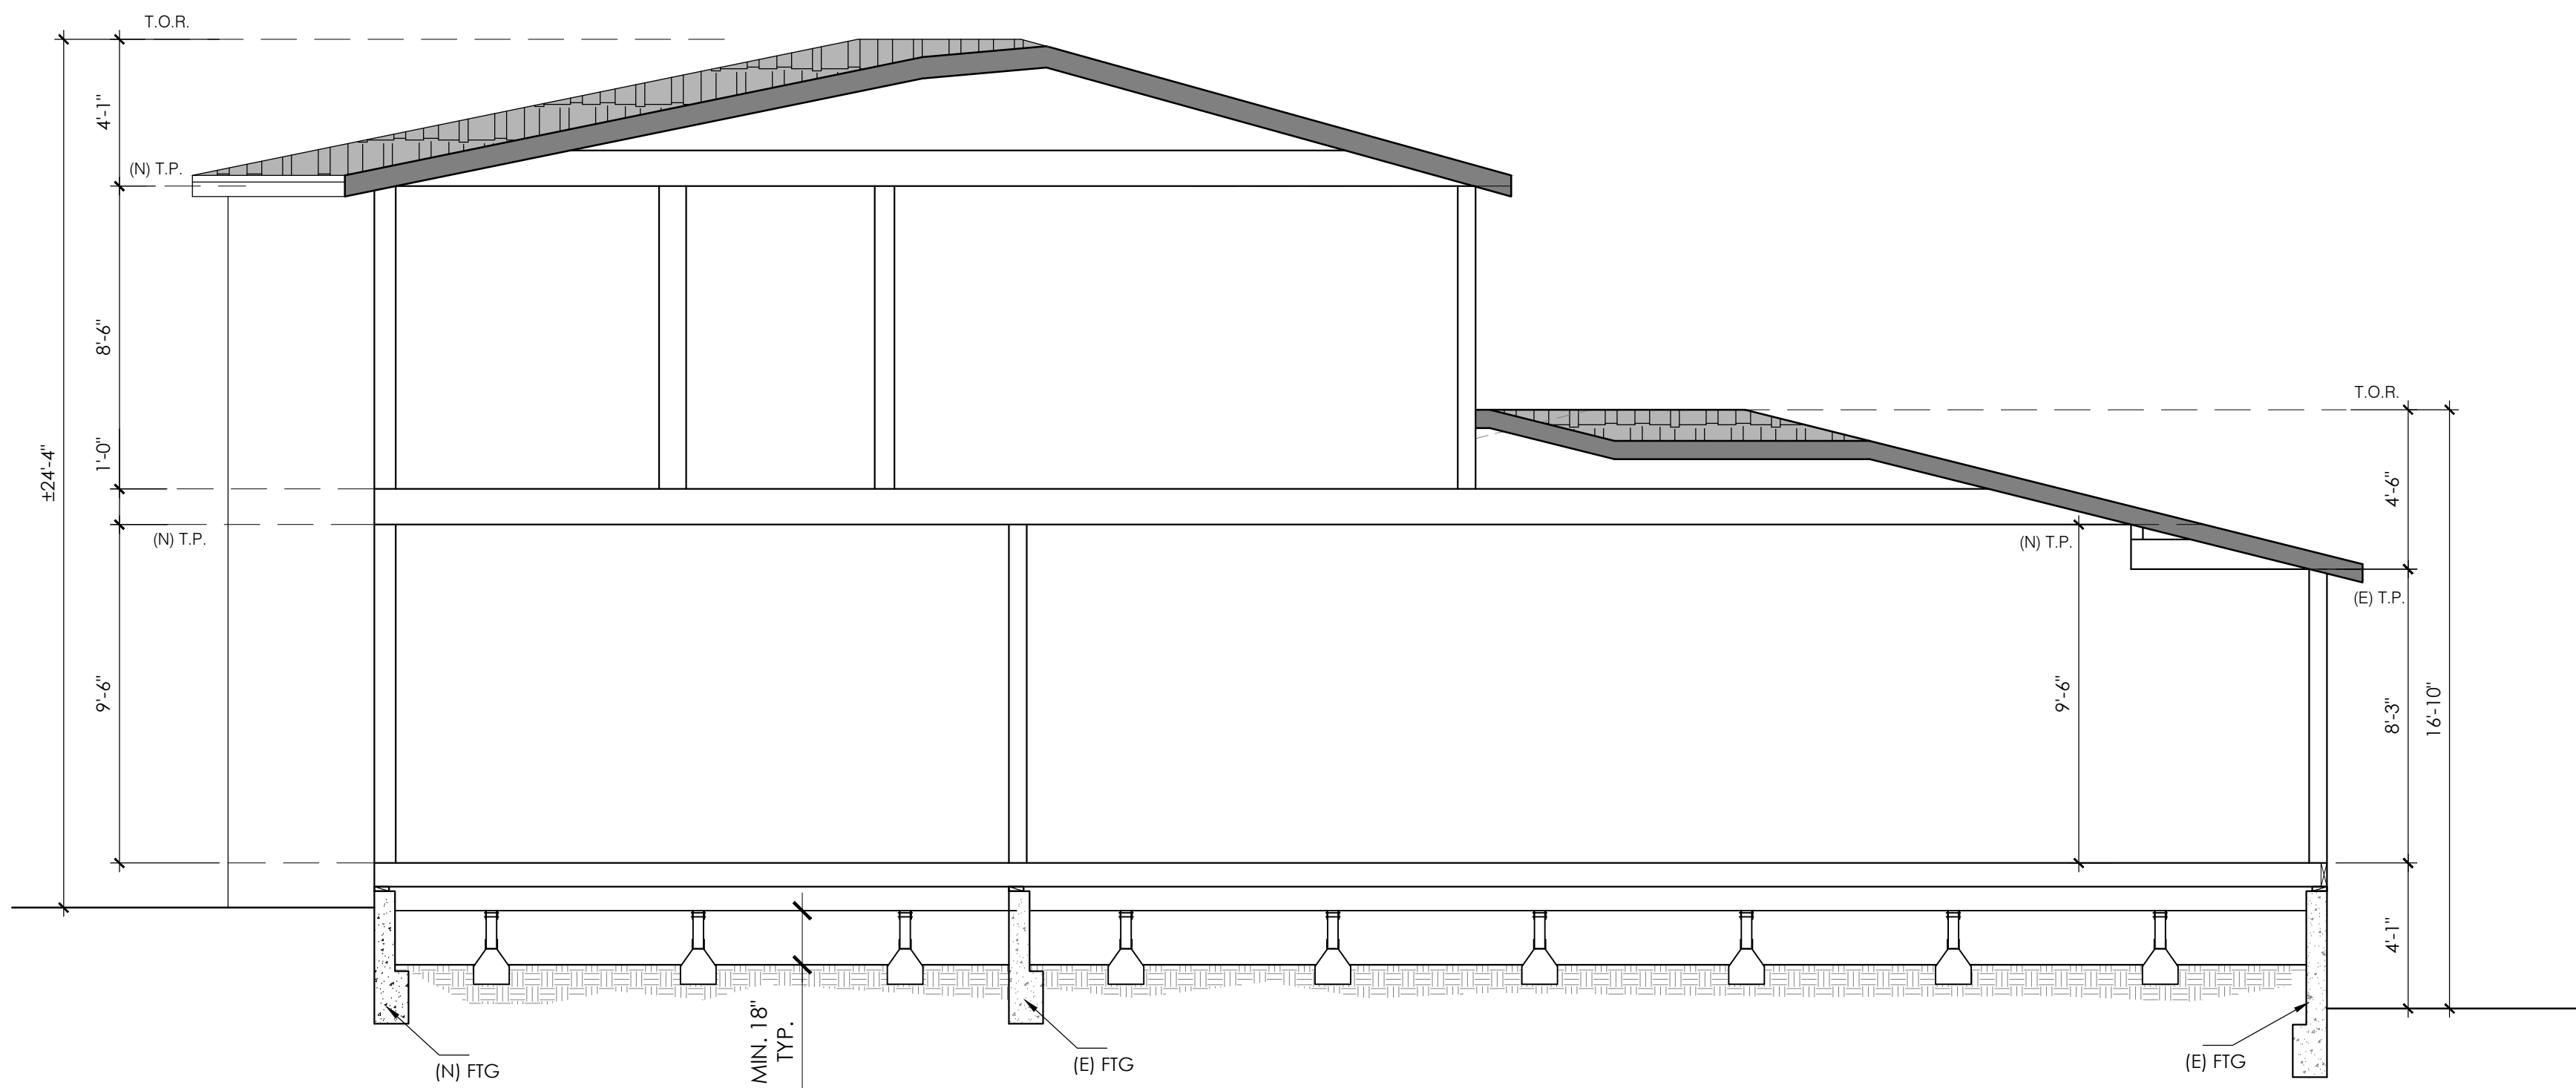 T.O.R.
4'-1"
(N) T.P.
8'-6"
T.O.R.
±24'-4"
1'-0"
4'-6"
(N) T.P.
(N) T.P.
(E) T.P.
9'-6"
9'-6"
8'-3"
16'-10"
4'-1"
MIN. 18"
TYP.
(N) FTG
(E) FTG
(E) FTG